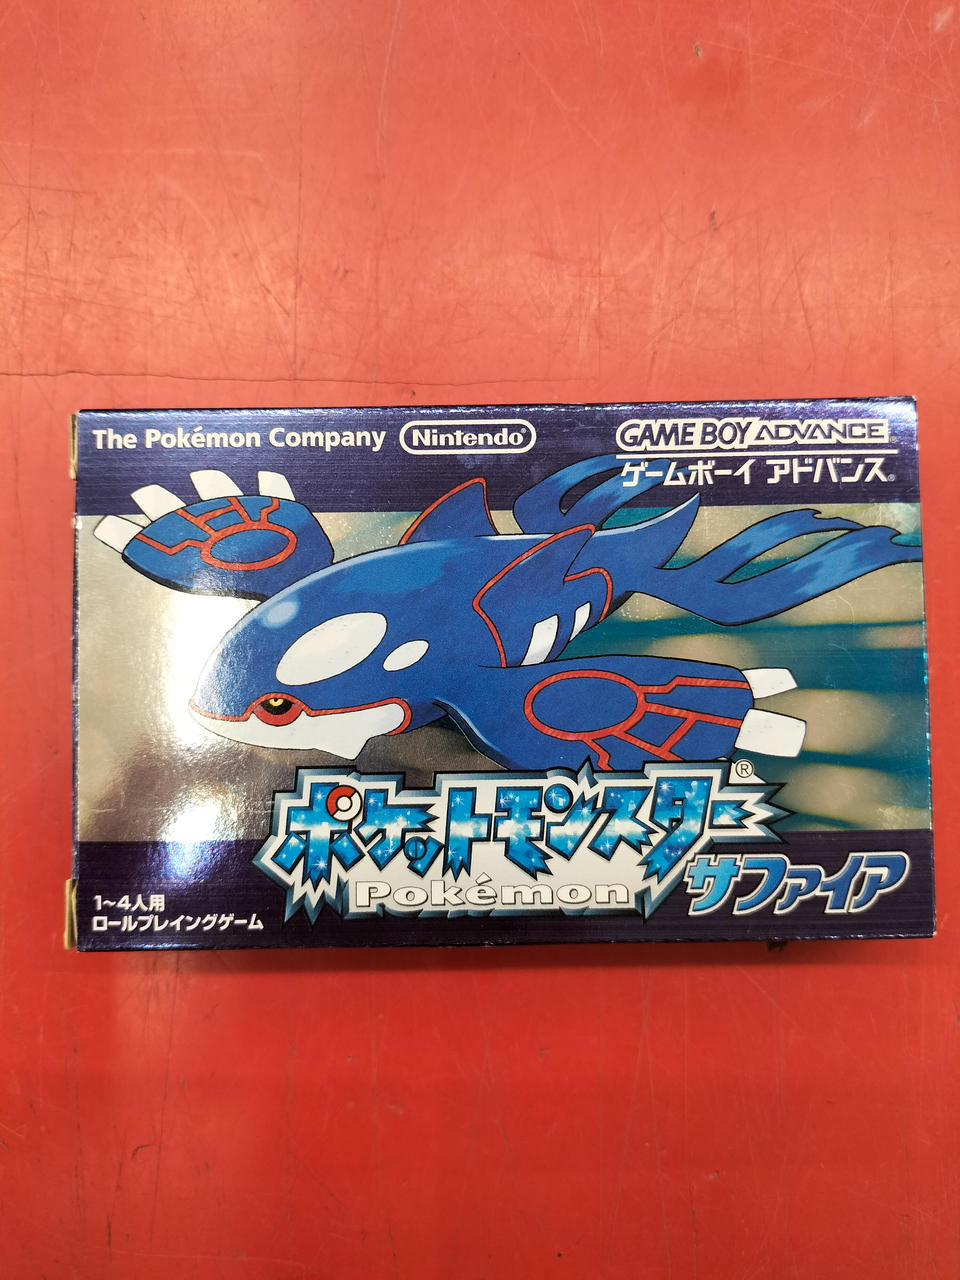 The Pokémon Company Nintendo®
GAME BOY ADVANCE®
ゲームボーイ アドバンス®
ポケットモンスター®
Pokémon
サファイア
1～4人用
ロールプレイングゲーム